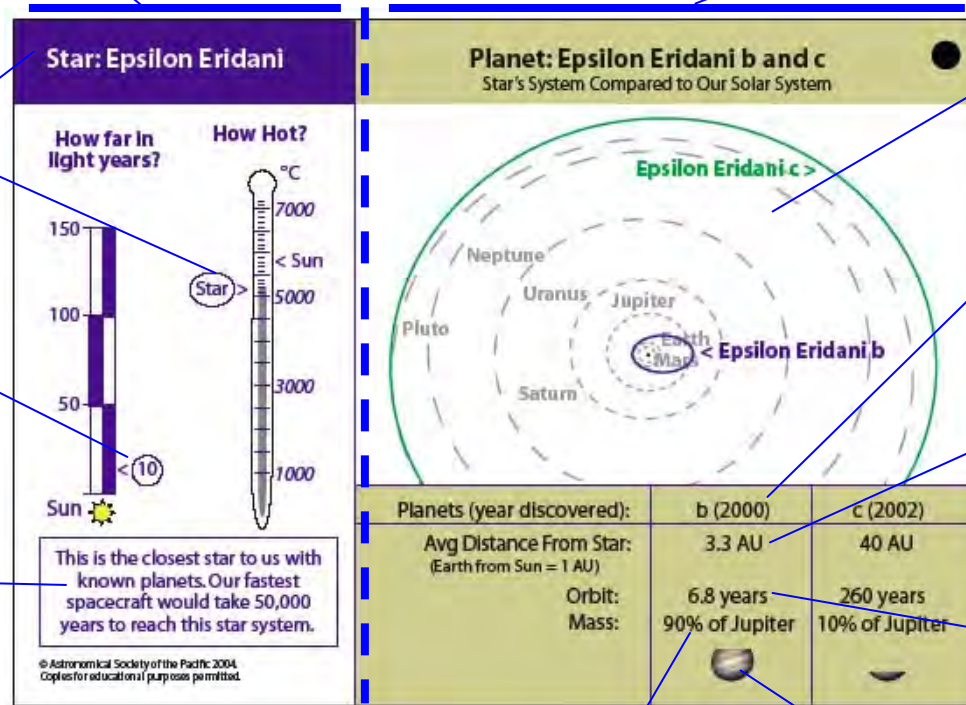 Star: Epsilon Eridani
How far in
light years?
150
100
50
< 10
Sun
How Hot?
°C
7000
< Sun
Star >
5000
3000
1000
This is the closest star to us with
known planets. Our fastest
spacecraft would take 50,000
years to reach this star system.
© Astronomical Society of the Pacific 2004.
Copies for educational purposes permitted.
Planet: Epsilon Eridani b and c
Star's System Compared to Our Solar System
Epsilon Eridani c >
Neptune
Uranus
Jupiter
Pluto
Earth
Mars
< Epsilon Eridani b
Saturn
Planets (year discovered): b (2000) c (2002)
Avg Distance From Star: 3.3 AU 40 AU
(Earth from Sun = 1 AU)
Orbit: 6.8 years 260 years
Mass: 90% of Jupiter 10% of Jupiter